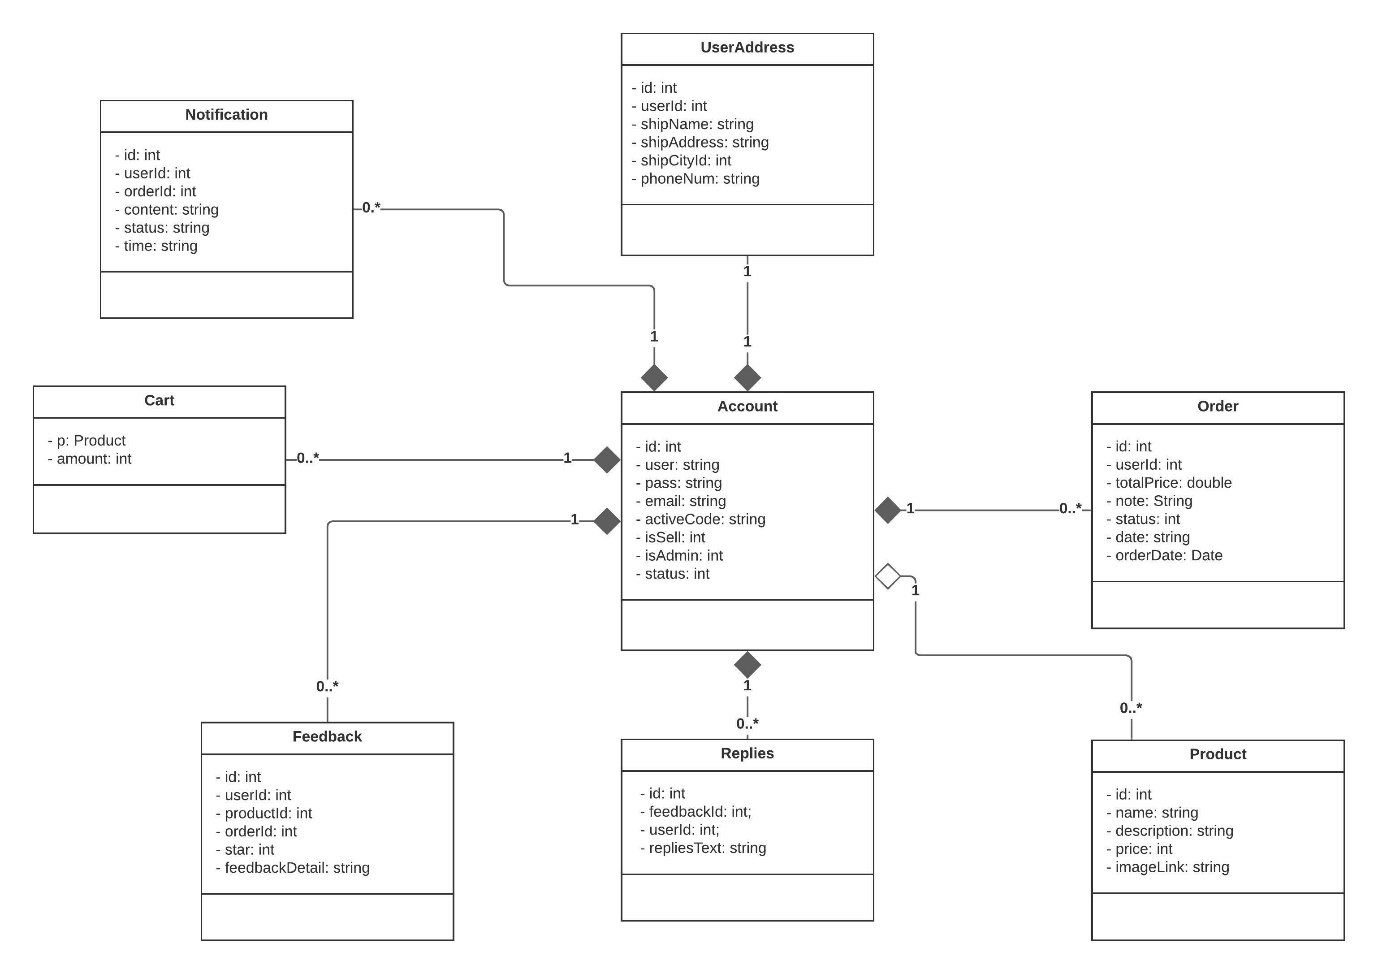 UserAddress
- id: int
- userId: int
- shipName: string
- shipAddress: string
- shipCityId: int
- phoneNum: string
1
1
Notification
- id: int
- userId: int
- orderId: int
- content: string
- status: string
- time: string
0.*
1
Cart
- p: Product
- amount: int
0..*
1
Account
- id: int
- user: string
- pass: string
- email: string
- activeCode: string
- isSell: int
- isAdmin: int
- status: int
Order
- id: int
- userId: int
- totalPrice: double
- note: String
- status: int
- date: string
- orderDate: Date
1
0..*
1
0..*
1
0..*
1
0..*
Feedback
- id: int
- userId: int
- productId: int
- orderId: int
- star: int
- feedbackDetail: string
Replies
- id: int
- feedbackId: int;
- userId: int;
- repliesText: string
Product
- id: int
- name: string
- description: string
- price: int
- imageLink: string